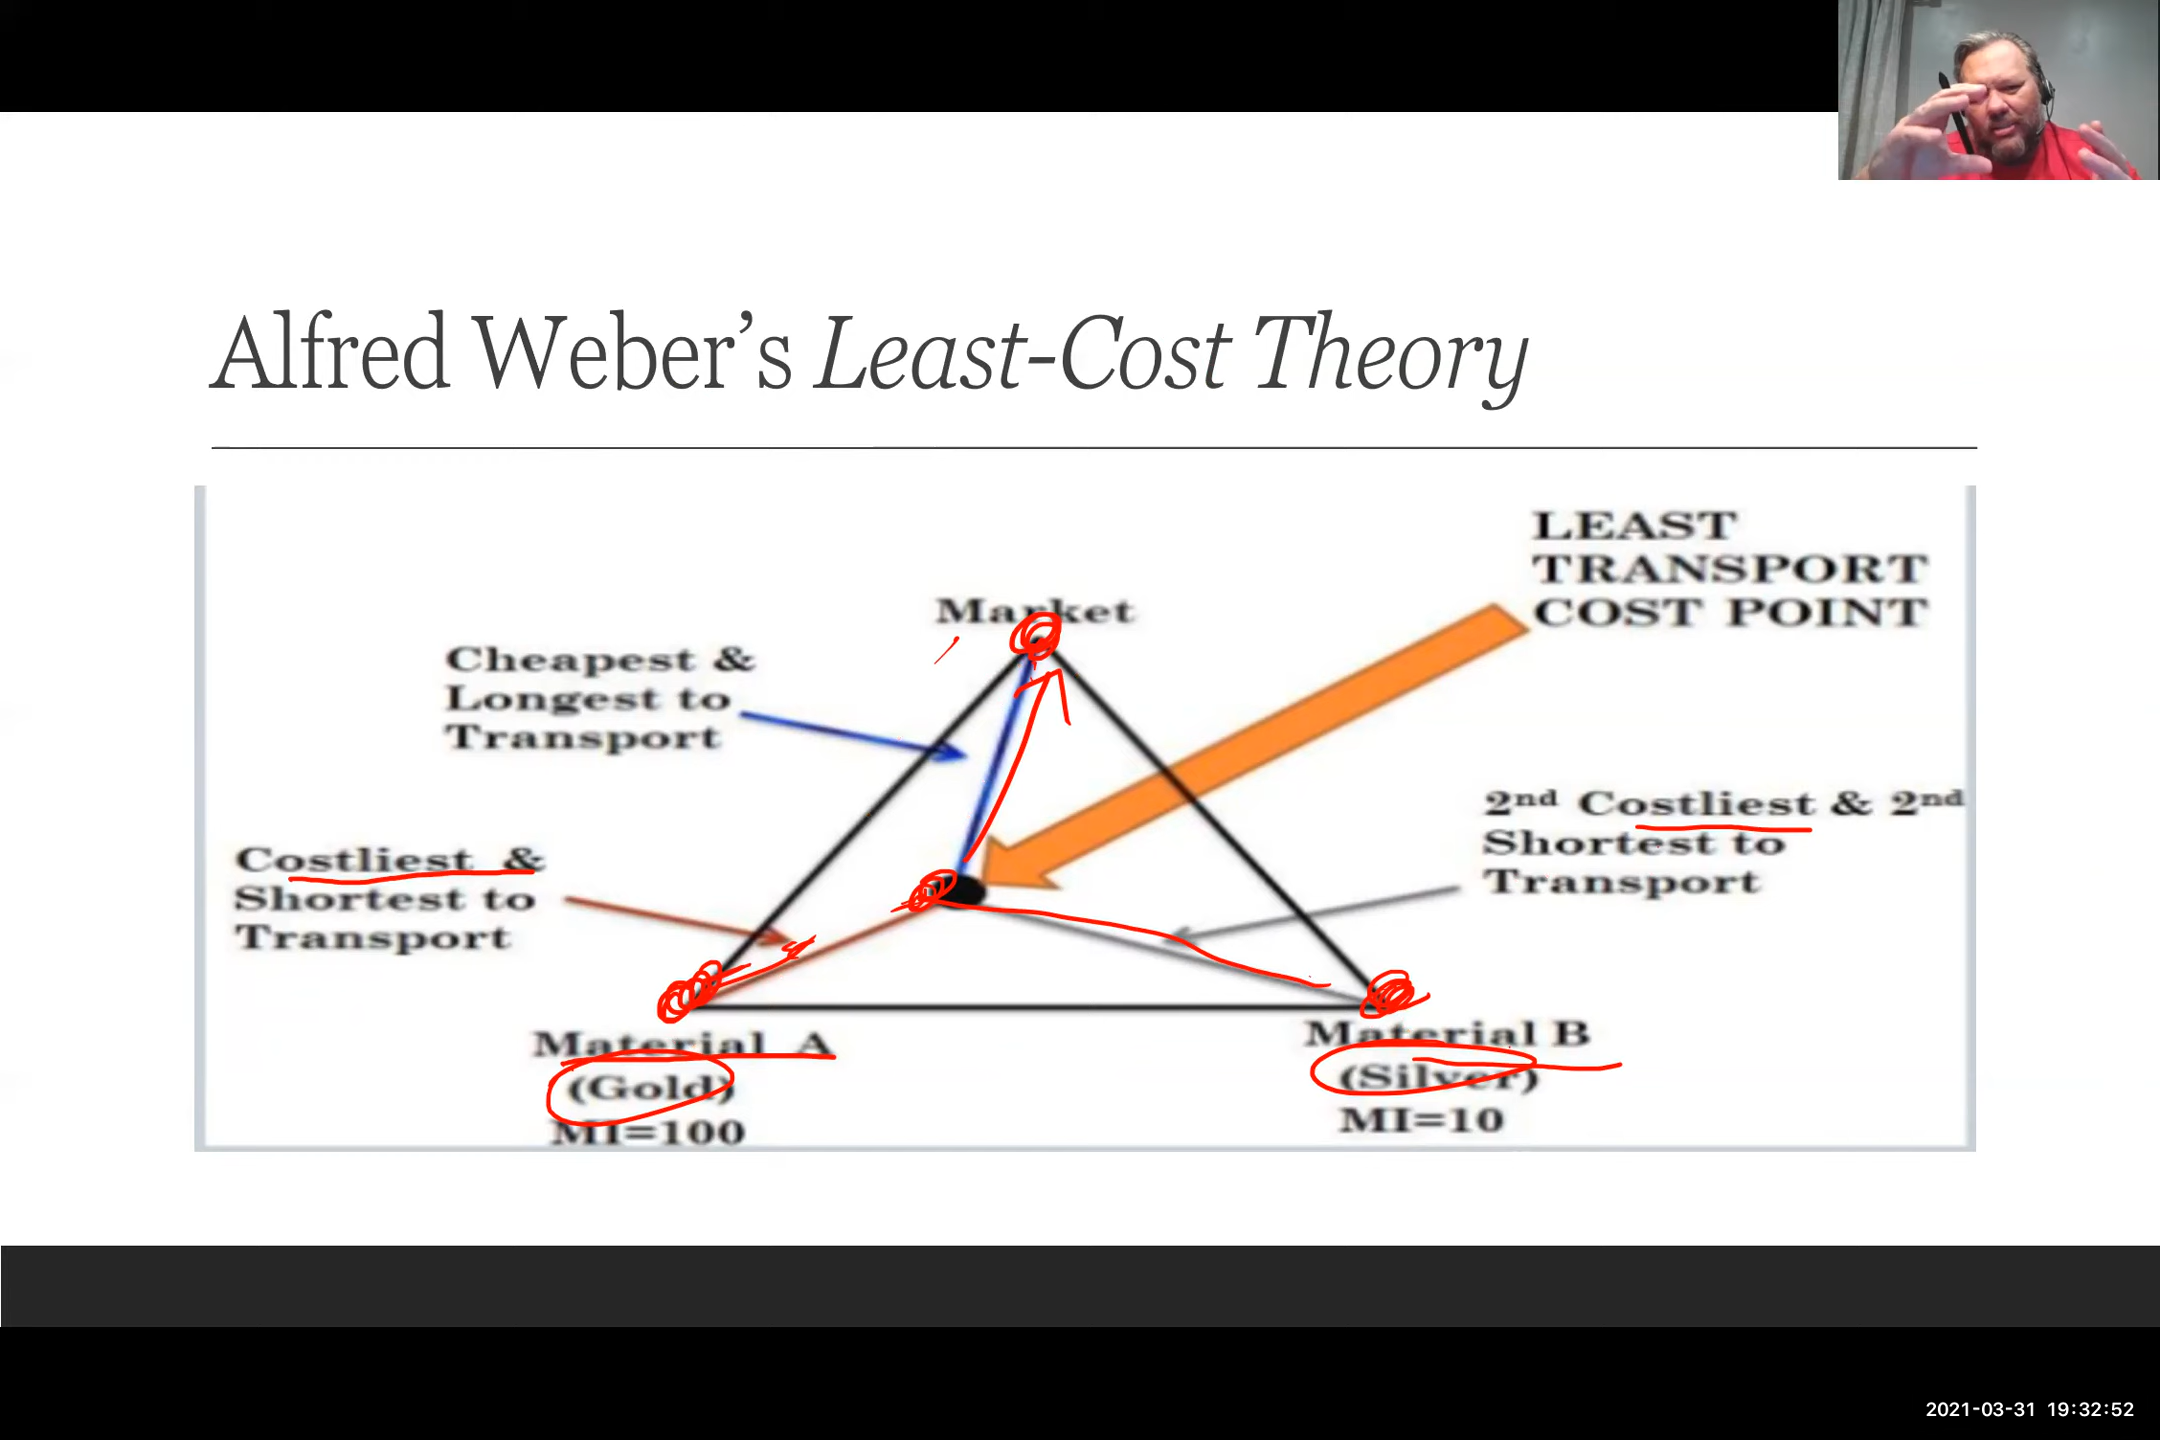 Alfred Weber’s Least-Cost Theory
LEAST
TRANSPORT
COST POINT
Market
Cheapest &
Longest to
Transport
2nd Costliest & 2nd
Shortest to
Transport
Costliest &
Shortest to
Transport
Material A
(Gold)
MI=100
Material B
(Silver)
MI=10
2021-03-31 19:32:52